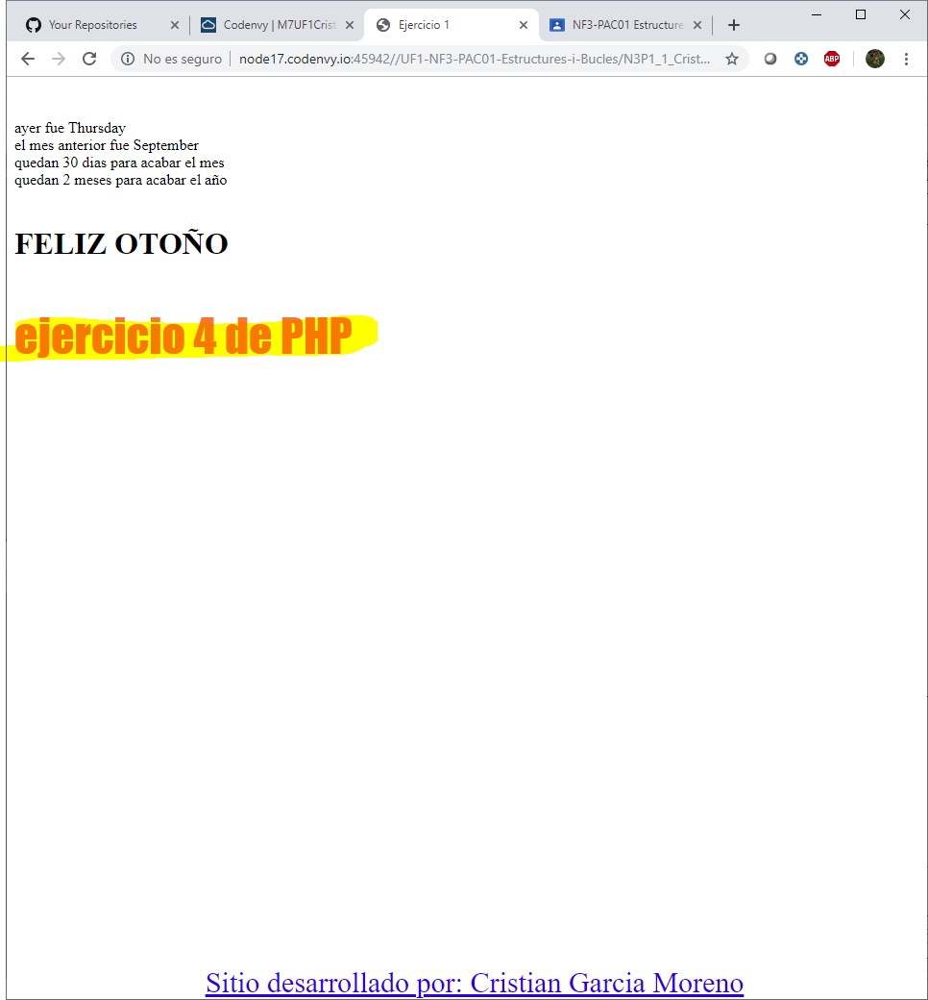 Your Repositories
Codenvy | M7UF1Crist
Ejercicio 1
NF3-PAC01 Estructure
No es seguro
node17.codenvy.io:45942//UF1-NF3-PAC01-Estructures-i-Bucles/N3P1_1_Crist...
ABP
ayer fue Thursday
el mes anterior fue September
quedan 30 dias para acabar el mes
quedan 2 meses para acabar el año
FELIZ OTOÑO
ejercicio 4 de PHP
Sitio desarrollado por: Cristian Garcia Moreno